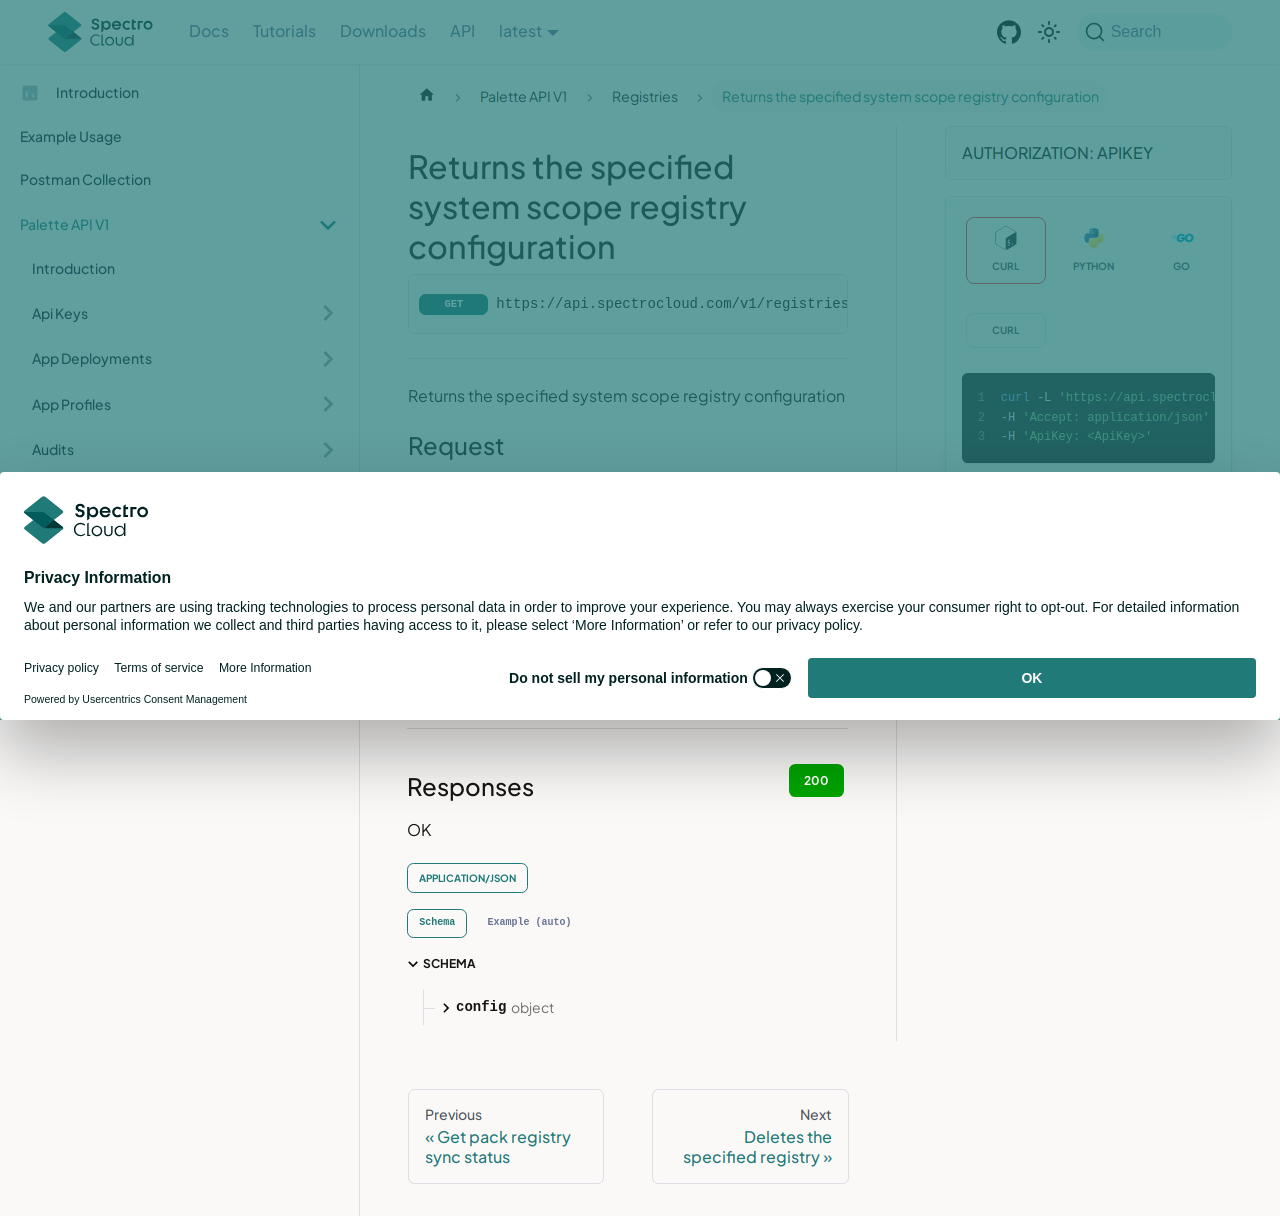 Spectro Cloud
Docs
Tutorials
Downloads
API
latest
Search
Introduction
Example Usage
Postman Collection
Palette API V1
Introduction
Api Keys
App Deployments
App Profiles
Audits
Palette API V1
Registries
Returns the specified system scope registry configuration
Returns the specified
system scope registry
configuration
GET https://api.spectrocloud.com/v1/registries
Returns the specified system scope registry configuration
Request
AUTHORIZATION: APIKEY
CURL
PYTHON
GO
CURL
1 curl -L 'https://api.spectrocl
2 -H 'Accept: application/json'
3 -H 'ApiKey: <ApiKey>'
Spectro
Cloud
Privacy Information
We and our partners are using tracking technologies to process personal data in order to improve your experience. You may always exercise your consumer right to opt-out. For detailed information
about personal information we collect and third parties having access to it, please select ‘More Information’ or refer to our privacy policy.
Privacy policy
Terms of service
More Information
Powered by Usercentrics Consent Management
Do not sell my personal information
OK
Responses
200
OK
APPLICATION/JSON
Schema
Example (auto)
SCHEMA
config object
Previous
« Get pack registry
sync status
Next
Deletes the
specified registry »